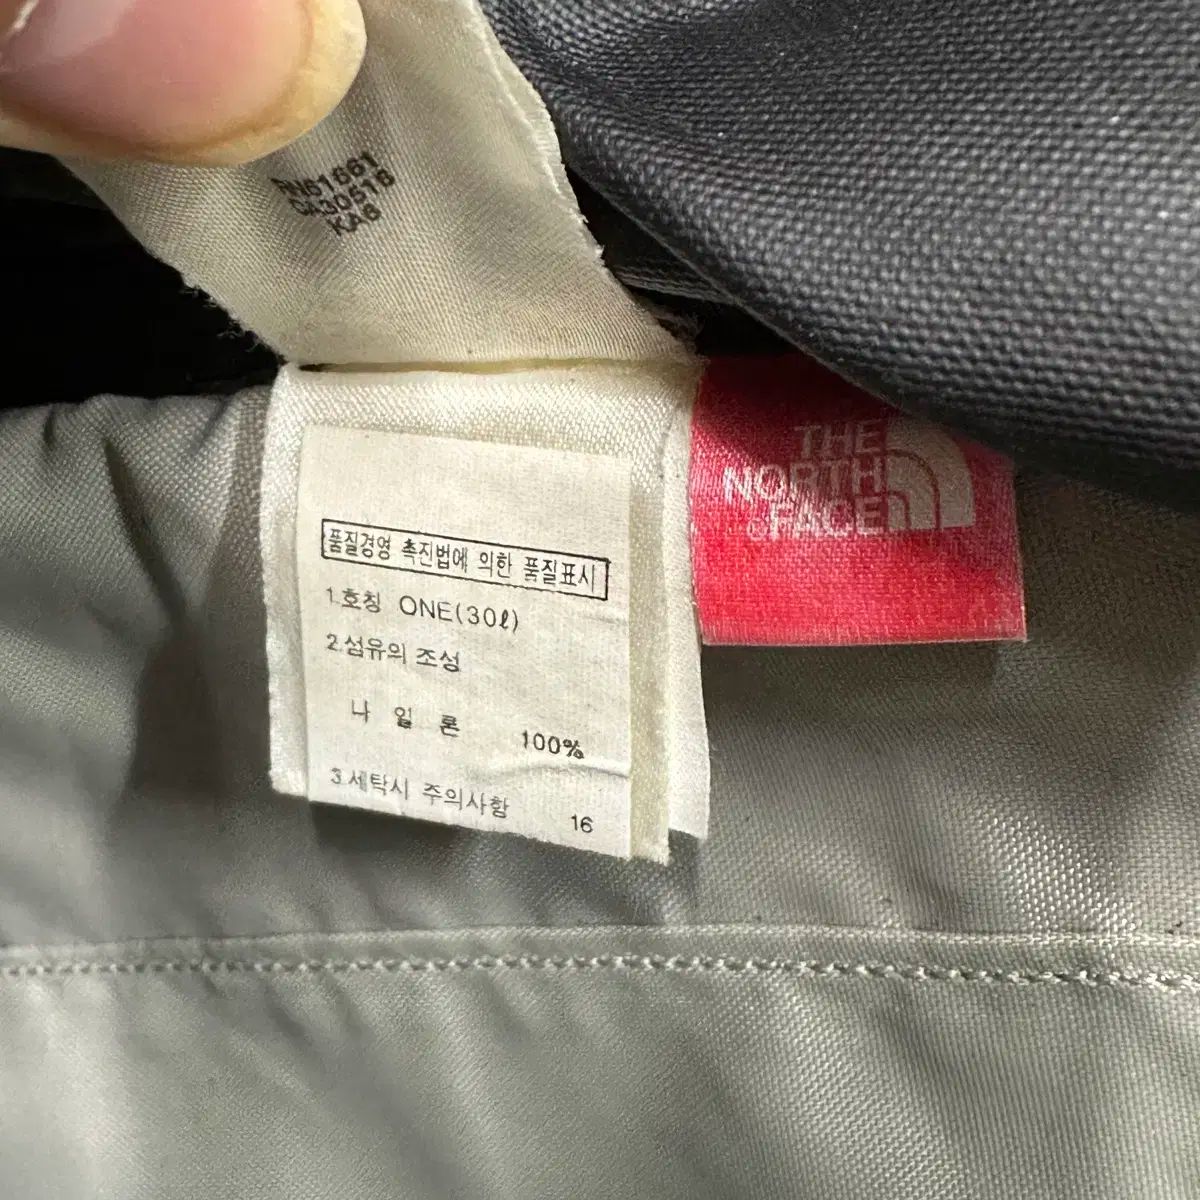 RN61661
CA30516
KA6
THE
NORTH
FACE
품질경영 촉진법에 의한 품질표시
1.호칭 ONE(30ℓ)
2.섬유의 조성
나 일 론 100%
3.세탁시 주의사항 16